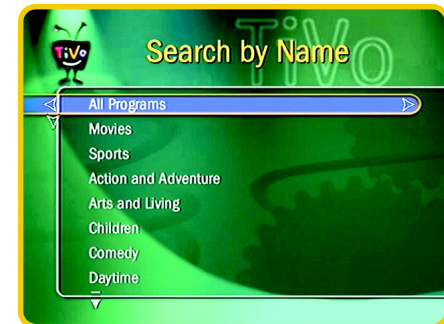 TiVo
TiVo
Search by Name
All Programs
Movies
Sports
Action and Adventure
Arts and Living
Children
Comedy
Daytime